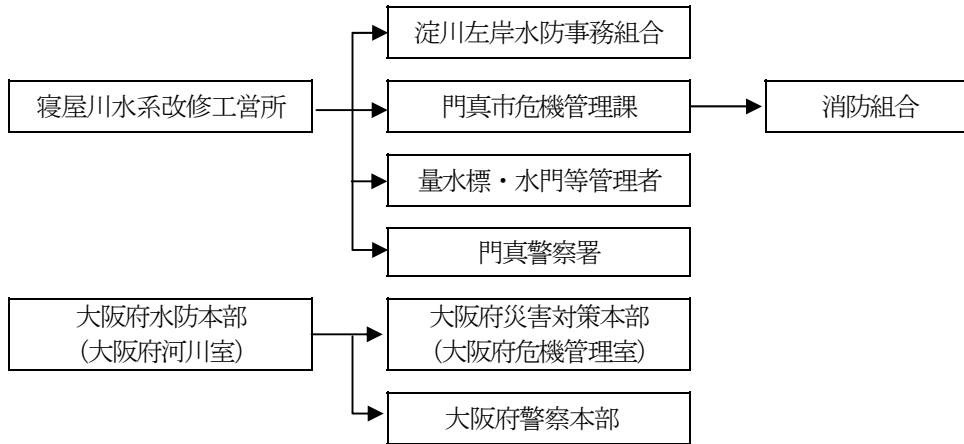 淀川左岸水防事務組合
寝屋川水系改修工営所
門真市危機管理課
消防組合
量水標・水門等管理者
門真警察署
大阪府水防本部
（大阪府河川室）
大阪府災害対策本部
（大阪府危機管理室）
大阪府警察本部